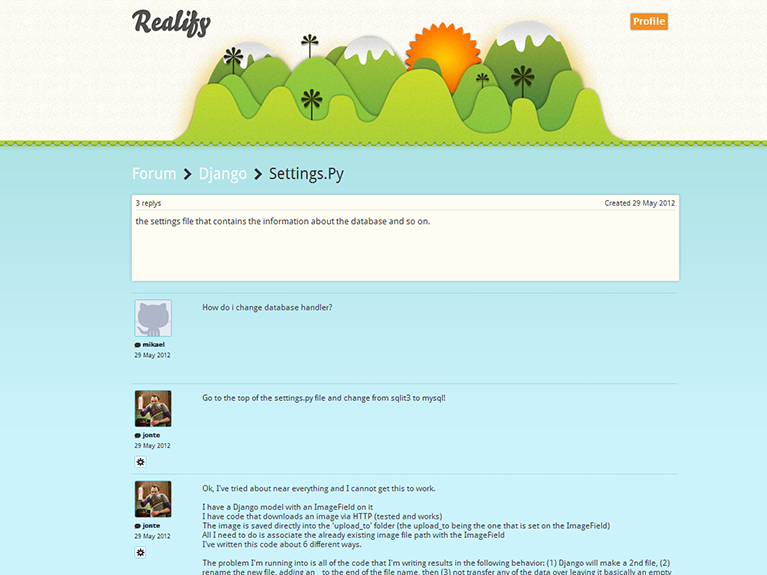 Realify
Profile
Forum > Django > Settings.Py
3 replys Created 29 May 2012
the settings file that contains the information about the database and so on.
How do i change database handler?
mikael
29 May 2012
Go to the top of the settings.py file and change from sqlit3 to mysql!
jonte
29 May 2012
Ok, I've tried about near everything and I cannot get this to work.
I have a Django model with an ImageField on it
I have code that downloads an image via HTTP (tested and works)
The image is saved directly into the 'upload_to' folder (the upload_to being the one that is set on the ImageField)
All I need to do is associate the already existing image file path with the ImageField
I've written this code about 6 different ways.
jonte
29 May 2012
The problem I'm running into is all of the code that I'm writing results in the following behavior: (1) Django will make a 2nd file, (2)
rename the new file, adding an _ to the end of the file name, then (3) not transfer any of the data over leaving it basically an empty